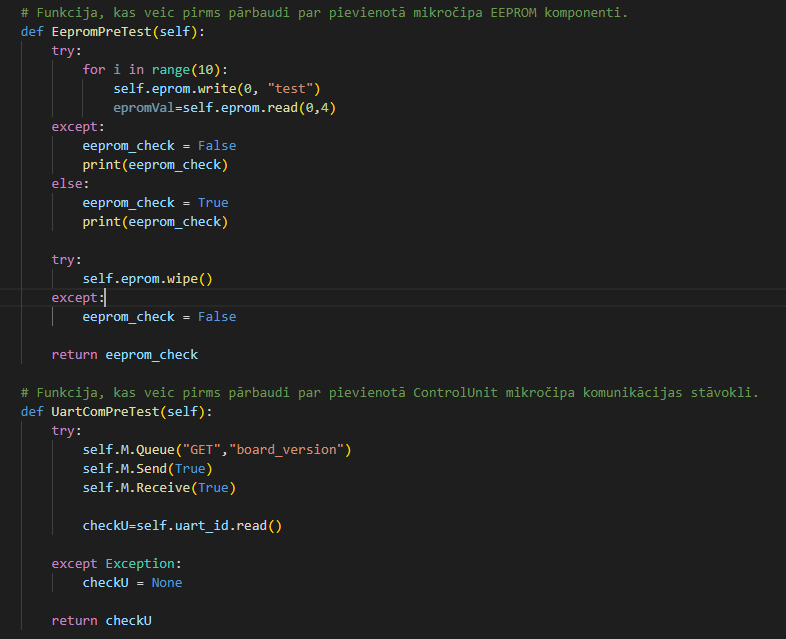 # Funkcija, kas veic pirms pārbaudi par pievienotā mikročipa EEPROM komponenti.
def EepromPreTest(self):
    try:
        for i in range(10):
            self.eprom.write(0, "test")
            epromVal=self.eprom.read(0,4)
    except:
        eeprom_check = False
        print(eeprom_check)
    else:
        eeprom_check = True
        print(eeprom_check)

    try:
        self.eprom.wipe()
    except:
        eeprom_check = False

    return eeprom_check

# Funkcija, kas veic pirms pārbaudi par pievienotā ControlUnit mikročipa komunikācijas stāvokli.
def UartComPreTest(self):
    try:
        self.M.Queue("GET","board_version")
        self.M.Send(True)
        self.M.Receive(True)

        checkU=self.uart_id.read()

    except Exception:
        checkU = None

    return checkU